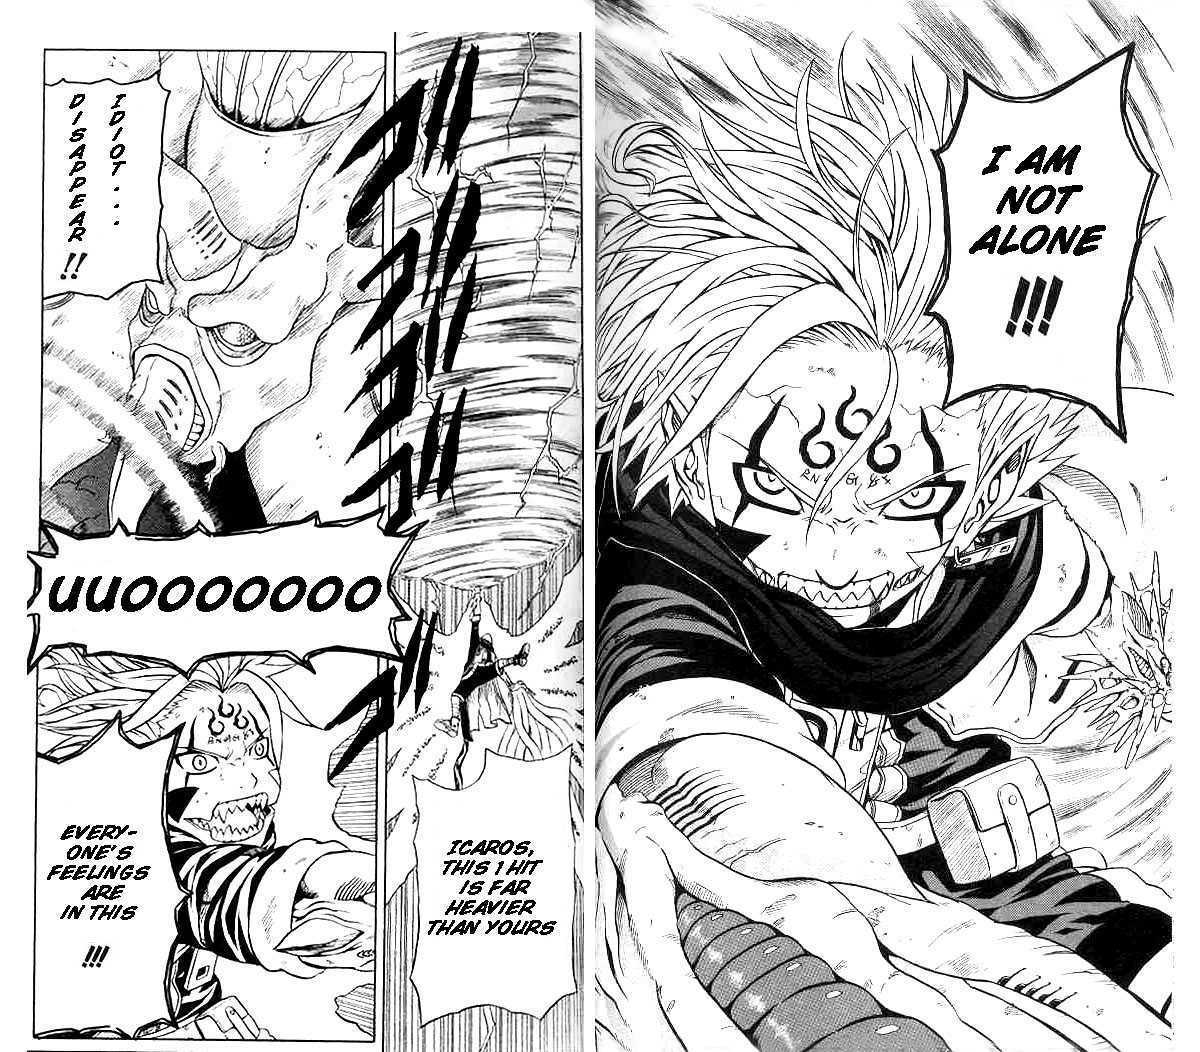 I AM
NOT
ALONE
!!!
ICAROS,
THIS 1 HIT
IS FAR
HEAVIER
THAN YOURS
IDIOT...
DISAPPEAR!!
UUOOOOOOO
EVERY-
ONE'S
FEELINGS
ARE
IN THIS
!!!